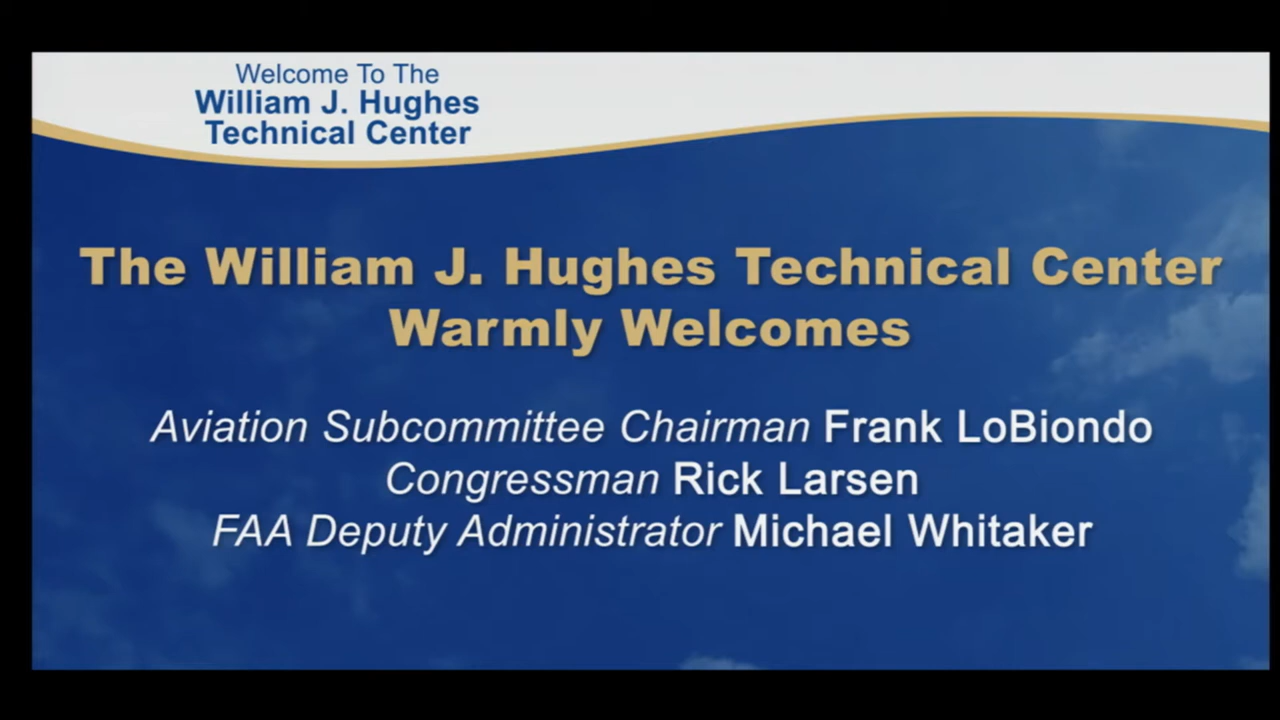 Welcome To The
William J. Hughes
Technical Center
The William J. Hughes Technical Center
Warmly Welcomes
Aviation Subcommittee Chairman Frank LoBiondo
Congressman Rick Larsen
FAA Deputy Administrator Michael Whitaker